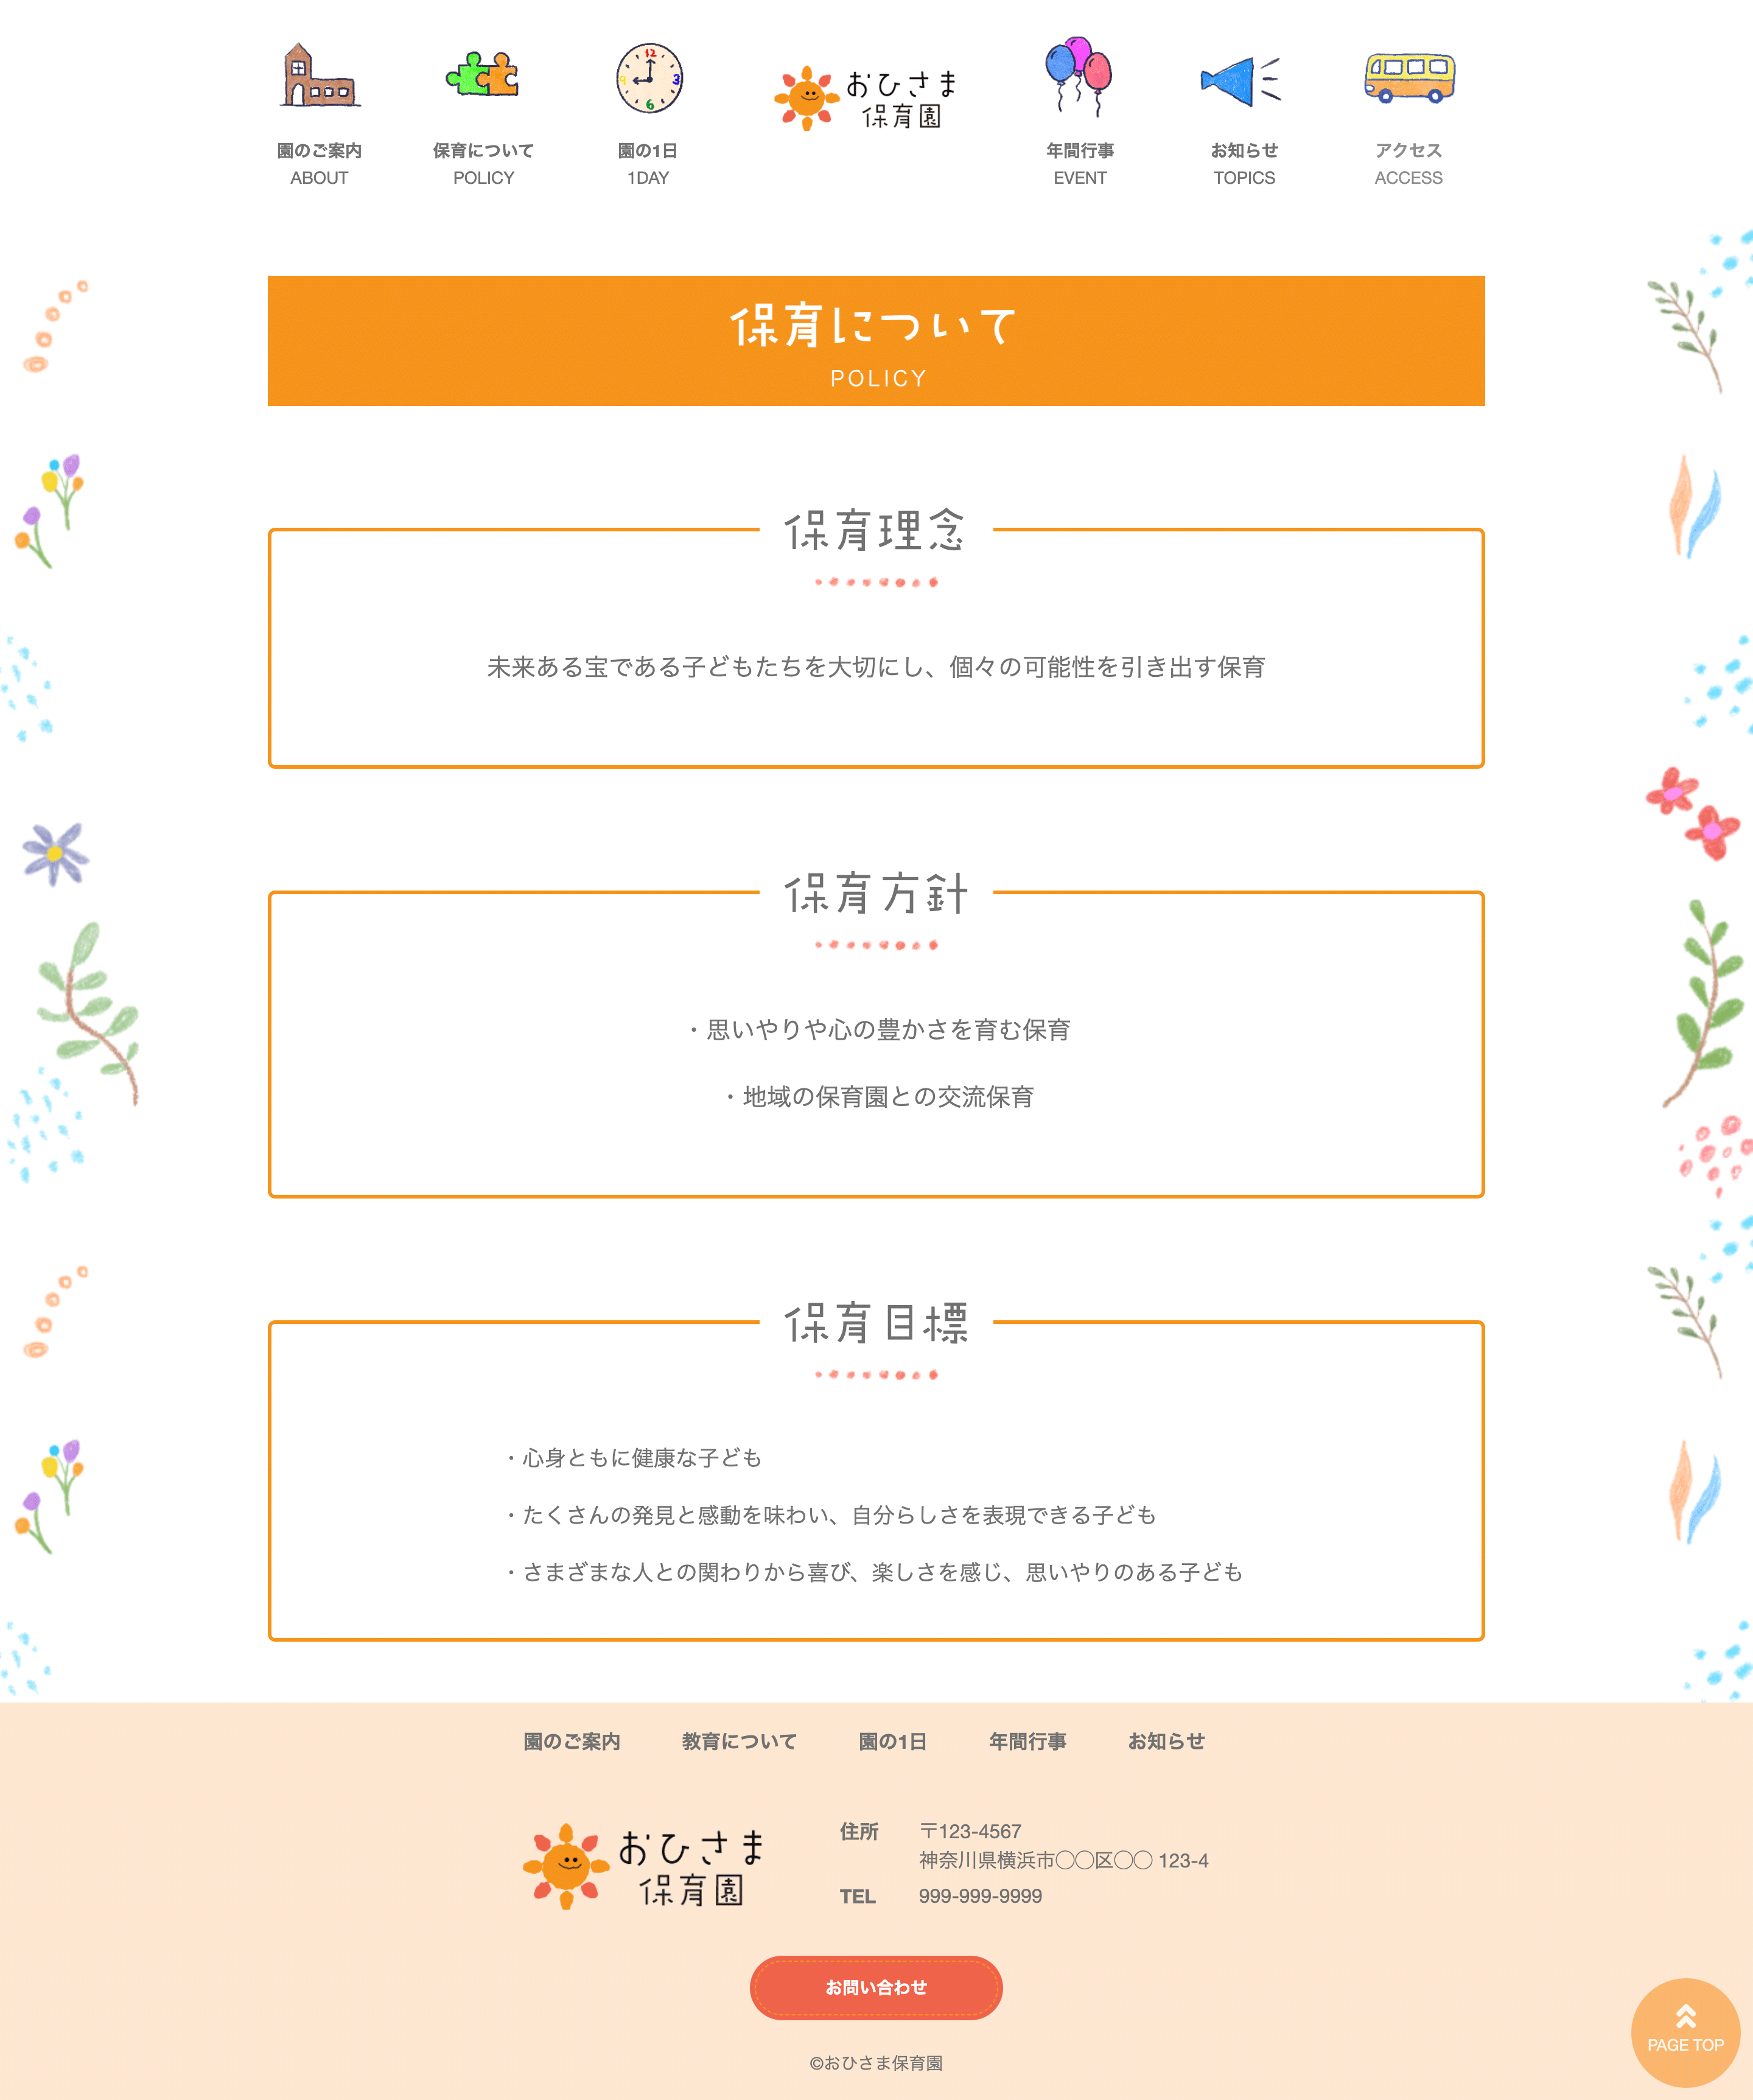 園のご案内
ABOUT
保育について
POLICY
12
9
3
6
園の1日
1DAY
おひさま
保育園
年間行事
EVENT
お知らせ
TOPICS
アクセス
ACCESS
保育について
POLICY
保育理念
未来ある宝である子どもたちを大切にし、個々の可能性を引き出す保育
保育方針
・思いやりや心の豊かさを育む保育
・地域の保育園との交流保育
保育目標
・心身ともに健康な子ども
・たくさんの発見と感動を味わい、自分らしさを表現できる子ども
・さまざまな人との関わりから喜び、楽しさを感じ、思いやりのある子ども
園のご案内 教育について 園の1日 年間行事 お知らせ
おひさま
保育園
住所 〒123-4567
神奈川県横浜市◯◯区◯◯ 123-4
TEL 999-999-9999
お問い合わせ
PAGE TOP
©おひさま保育園